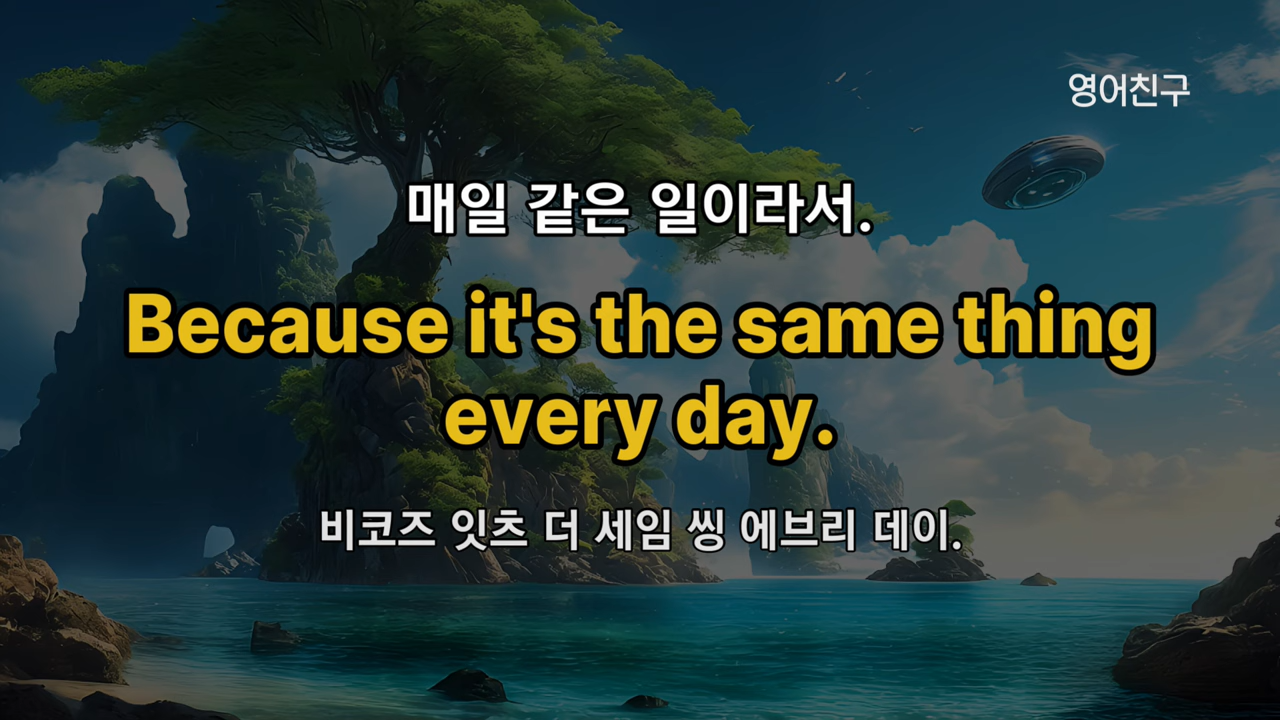 영어친구
매일 같은 일이라서.
Because it's the same thing
every day.
비코즈 잇츠 더 세임 씽 에브리 데이.